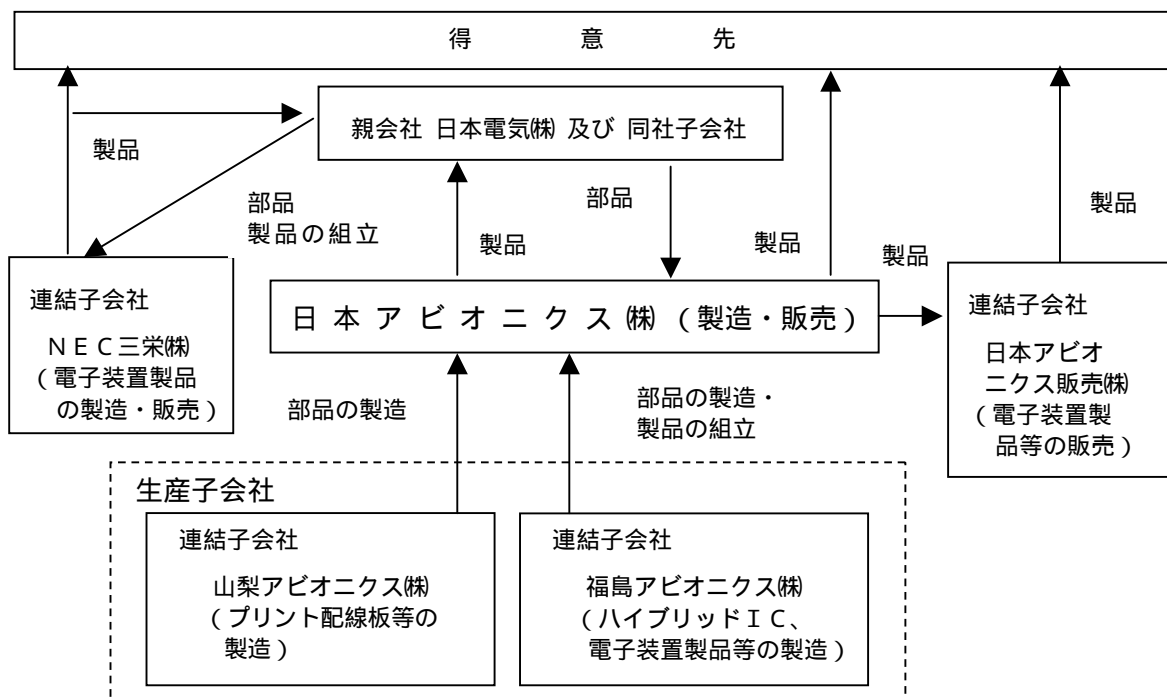 得意先
親会社 日本電気㈱ 及び 同社子会社
製品
部品
製品の組立
製品
部品
製品
製品
製品
連結子会社
ＮＥＣ三栄㈱
（電子装置製品
の製造・販売）
日本アビオニクス㈱（製造・販売）
連結子会社
日本アビオ
ニクス販売㈱
（電子装置製
品等の販売）
部品の製造
部品の製造・
製品の組立
生産子会社
連結子会社
山梨アビオニクス㈱
（プリント配線板等の
製造）
連結子会社
福島アビオニクス㈱
（ハイブリッドＩＣ、
電子装置製品等の製造）